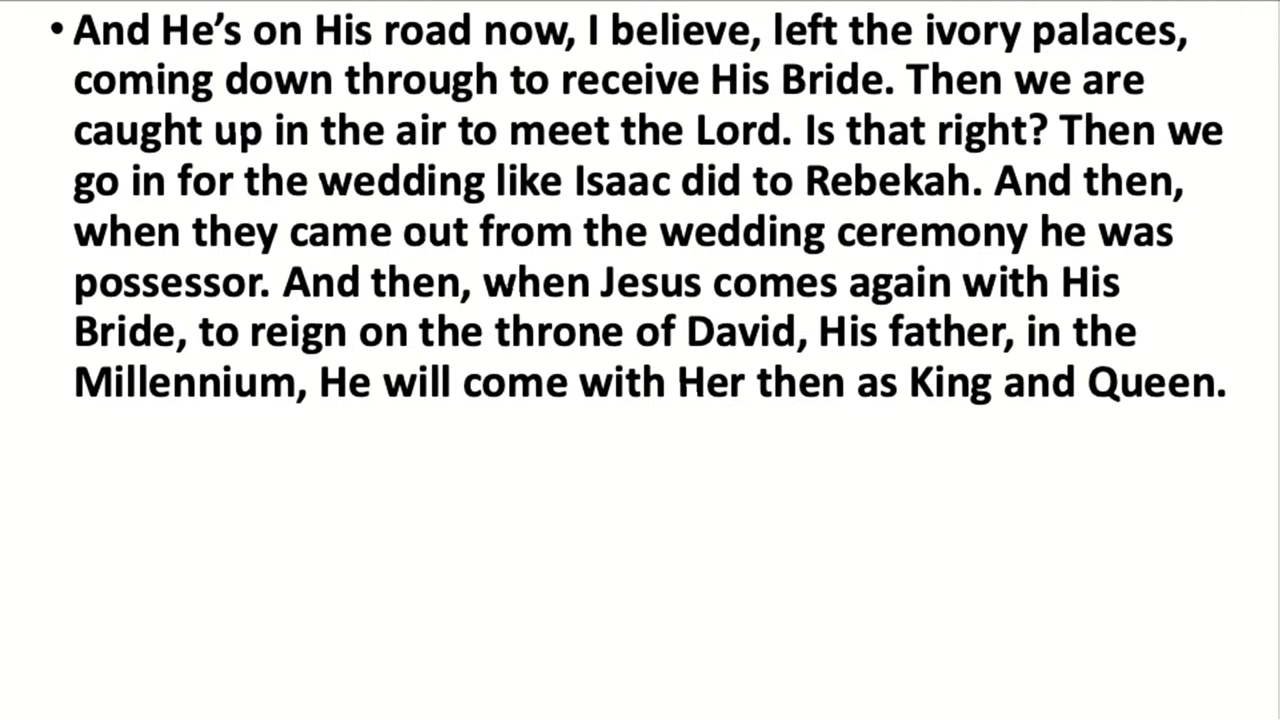 • And He’s on His road now, I believe, left the ivory palaces,
coming down through to receive His Bride. Then we are
caught up in the air to meet the Lord. Is that right? Then we
go in for the wedding like Isaac did to Rebekah. And then,
when they came out from the wedding ceremony he was
possessor. And then, when Jesus comes again with His
Bride, to reign on the throne of David, His father, in the
Millennium, He will come with Her then as King and Queen.